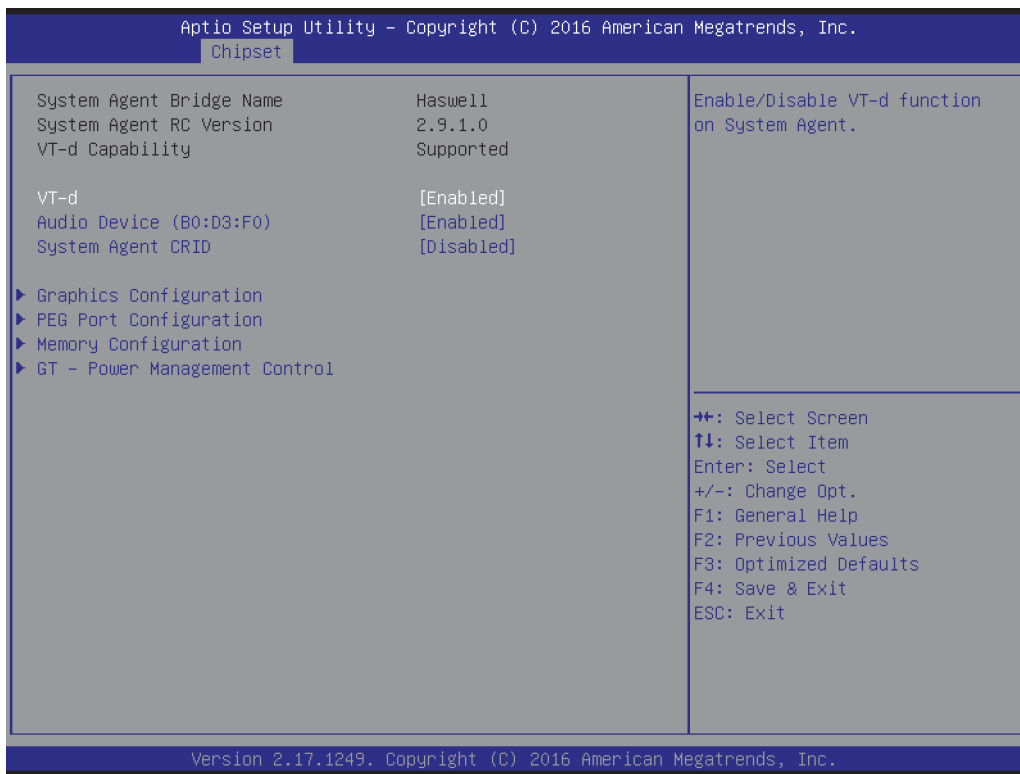 Aptio Setup Utility – Copyright (C) 2016 American Megatrends, Inc.
Chipset
System Agent Bridge Name Haswell
System Agent RC Version 2.9.1.0
VT-d Capability Supported
VT-d [Enabled]
Audio Device (B0:D3:F0) [Enabled]
System Agent CRID [Disabled]
Graphics Configuration
PEG Port Configuration
Memory Configuration
GT – Power Management Control
Enable/Disable VT-d function
on System Agent.
→←: Select Screen
↑↓: Select Item
Enter: Select
+/-: Change Opt.
F1: General Help
F2: Previous Values
F3: Optimized Defaults
F4: Save & Exit
ESC: Exit
Version 2.17.1249. Copyright (C) 2016 American Megatrends, Inc.